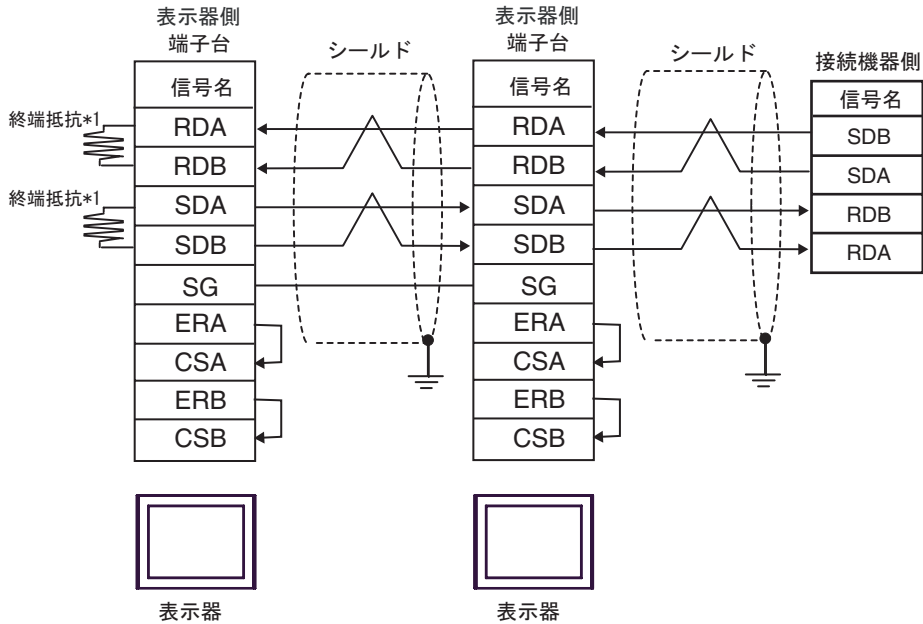 表示器側
端子台
信号名
RDA
RDB
SDA
SDB
SG
ERA
CSA
ERB
CSB
終端抵抗*1
終端抵抗*1
シールド
表示器側
端子台
信号名
RDA
RDB
SDA
SDB
SG
ERA
CSA
ERB
CSB
シールド
接続機器側
信号名
SDB
SDA
RDB
RDA
表示器
表示器